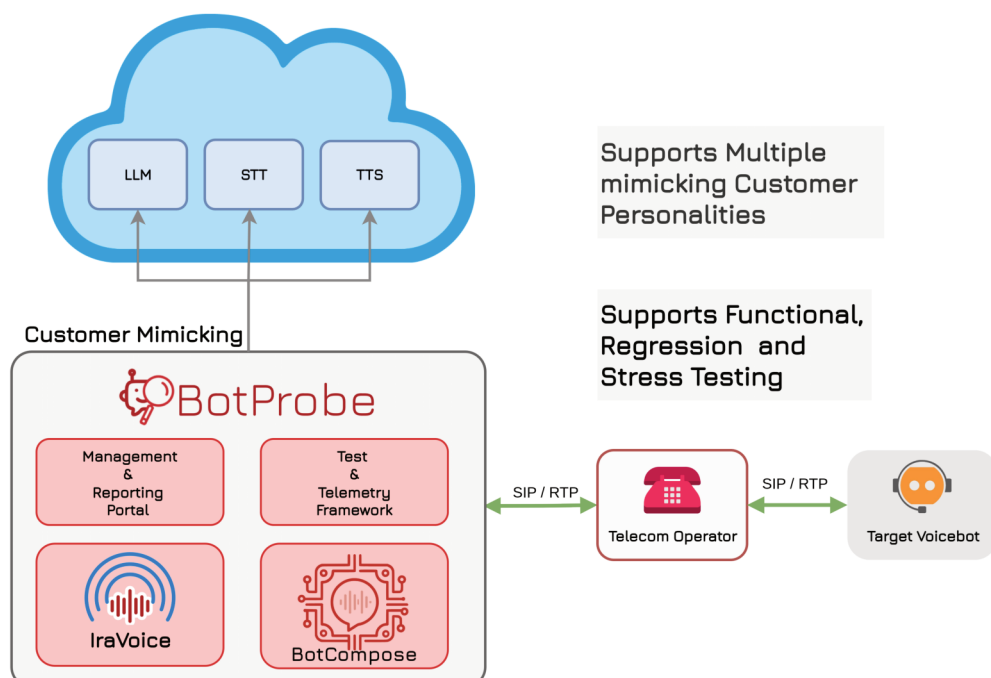 LLM
STT
TTS
Supports Multiple
mimicking Customer
Personalities
Supports Functional,
Regression and
Stress Testing
Customer Mimicking
BotProbe
Management
&
Reporting
Portal
Test
&
Telemetry
Framework
SIP / RTP
Telecom Operator
SIP / RTP
Target Voicebot
IraVoice
BotCompose